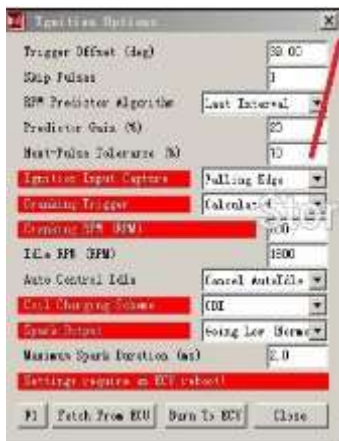 Ignition Options
Trigger Offset (deg) 39.00
Skip Pulses 3
RPM Predictor Algorithm Last Interval
Predictor Gain (%) 20
Next-Pulse Tolerance (%)
Ignition Input Capture Falling Edge
Cranking Trigger Calculated
Cranking RPM (RPM)
Idle RPM (RPM) 1800
Auto Control Idle Cancel AutoIdle
Coil Charging Scheme CDI
Spark Output Going Low (Norma
Maximum Spark Duration (ms) 2.0
Settings require an ECU reboot!
F1 Fetch From ECU Burn To ECU Close